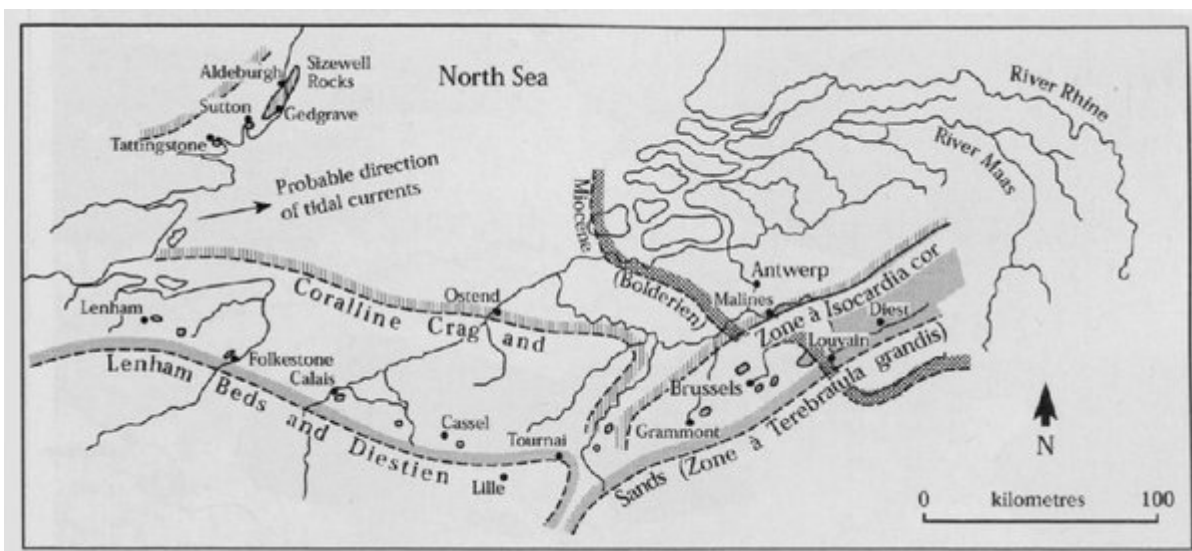 Aldeburgh
Sizewell
Rocks
Sutton
Gedgrave
Tattingstone
North Sea
River Rhine
River Maas
Probable direction
of tidal currents
Miocene
(Bolderien)
Antwerp
Malines
Zone à Isocardia cor
Diest
Louvain
Lenham
Coralline Crag and
Ostend
Folkestone
Calais
Lenham Beds and Diestien
Cassel
Tournai
Lille
Brussels
Grammont
Sands (Zone à Terebratula grandis)
N
0 kilometres 100